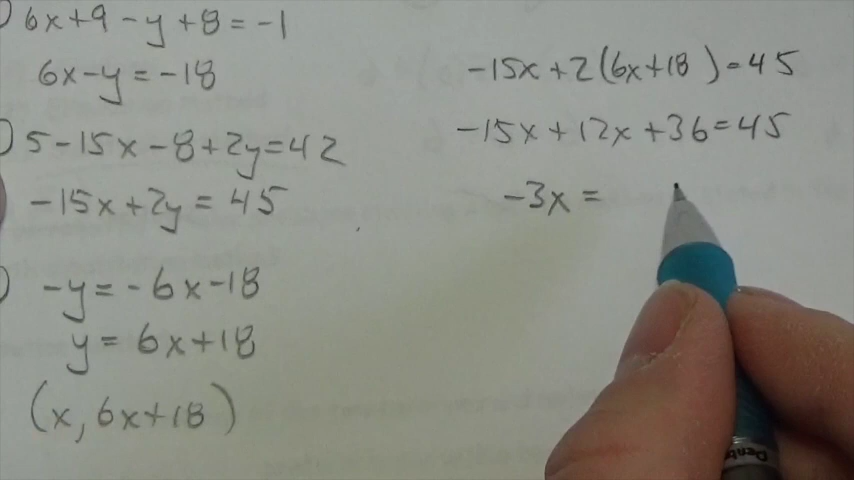 ) 6x+9-y+8=-1
6x-y=-18
) 5-15x-8+2y=42
-15x+2y=45
) -y=-6x-18
y=6x+18
(x, 6x+18)
-15x+2(6x+18)=45
-15x+12x+36=45
-3x=